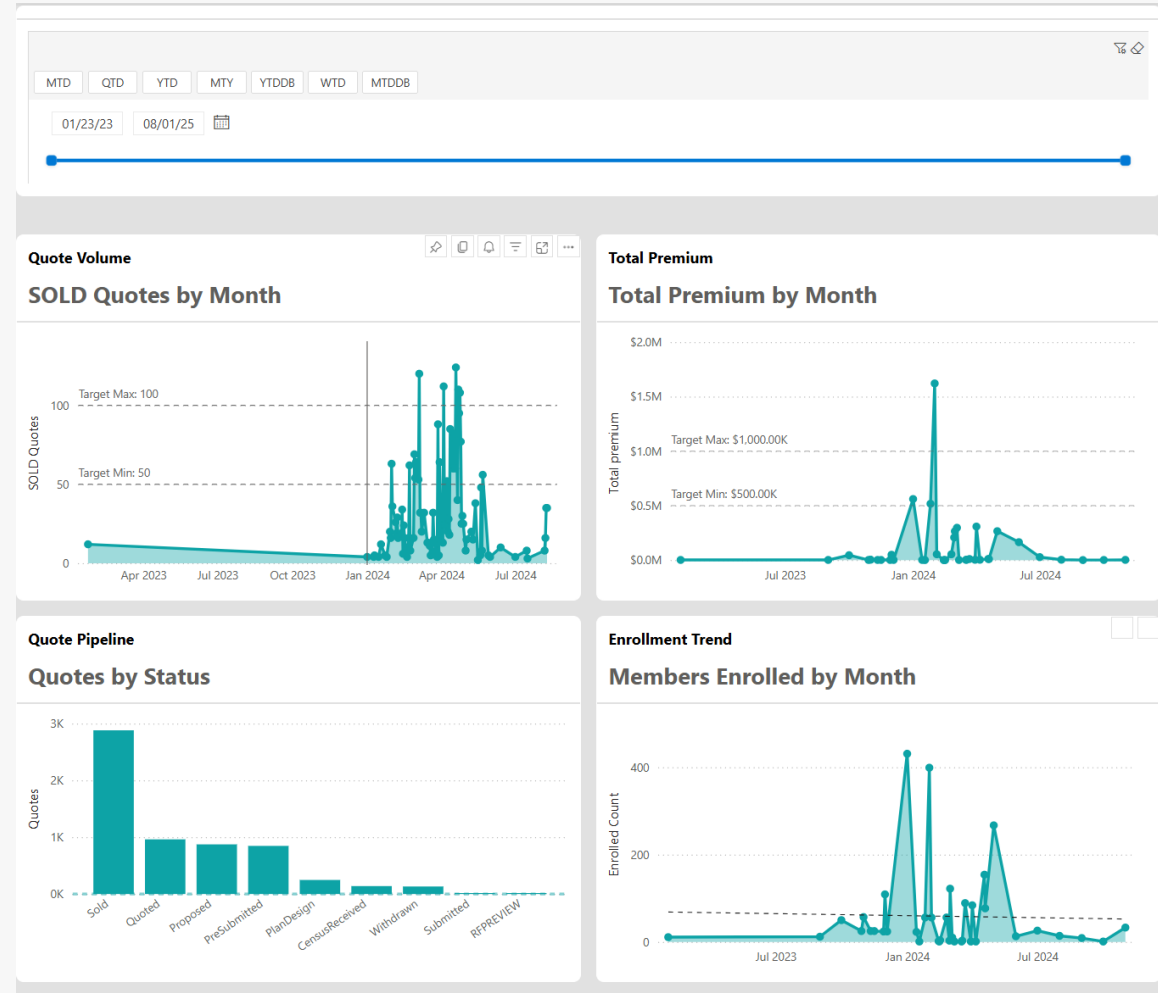 MTD QTD YTD MTY YTDDB WTD MTDDB
01/23/23 08/01/25
Quote Volume
SOLD Quotes by Month
SOLD Quotes
Target Max: 100
100
Target Min: 50
50
0
Apr 2023 Jul 2023 Oct 2023 Jan 2024 Apr 2024 Jul 2024
Total Premium
Total Premium by Month
Total premium
$2.0M
$1.5M
Target Max: $1,000.00K
$1.0M
Target Min: $500.00K
$0.5M
$0.0M
Jul 2023 Jan 2024 Jul 2024
Quote Pipeline
Quotes by Status
Quotes
3K
2K
1K
0K
Sold Quoted Proposed PreSubmitted PlanDesign CensusReceived Withdrawn Submitted RFPREVIEW
Enrollment Trend
Members Enrolled by Month
Enrolled Count
400
200
0
Jul 2023 Jan 2024 Jul 2024